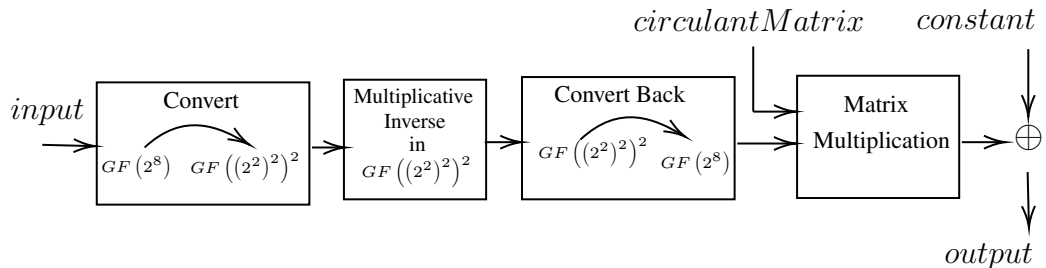 circulantMatrix
constant
input
Convert
GF(2^8) GF((2^2)^2)^2
Multiplicative
Inverse
in
GF((2^2)^2)^2
Convert Back
GF((2^2)^2)^2 GF(2^8)
Matrix
Multiplication
⊕
output